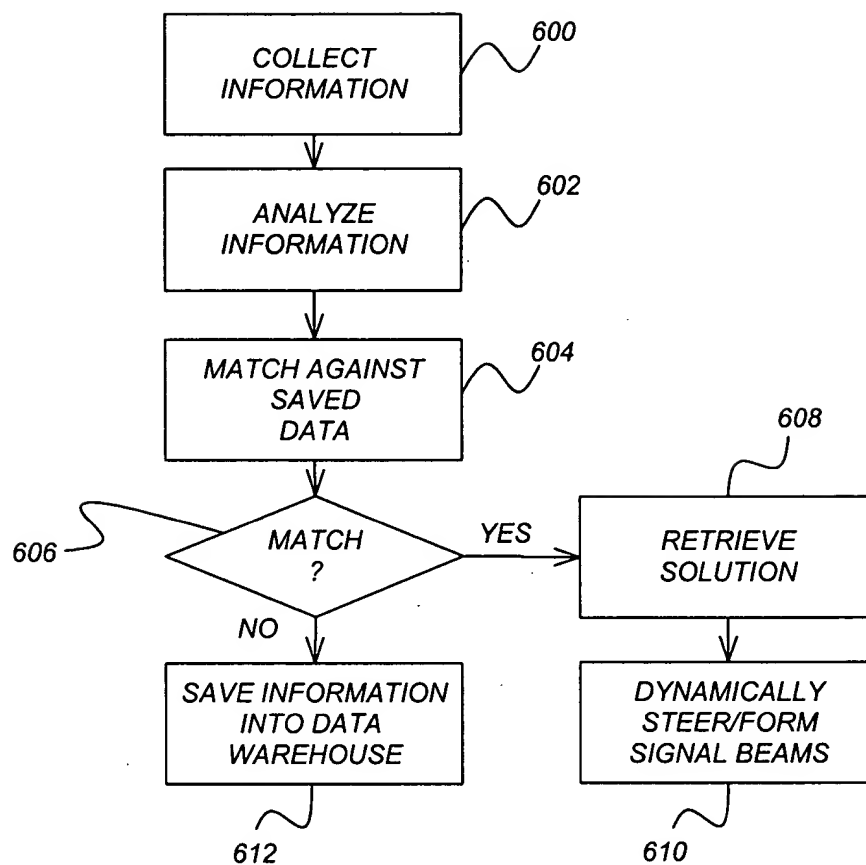 COLLECT
INFORMATION
600
ANALYZE
INFORMATION
602
MATCH AGAINST
SAVED
DATA
604
608
606
MATCH
?
YES
RETRIEVE
SOLUTION
NO
SAVE INFORMATION
INTO DATA
WAREHOUSE
DYNAMICALLY
STEER/FORM
SIGNAL BEAMS
612
610